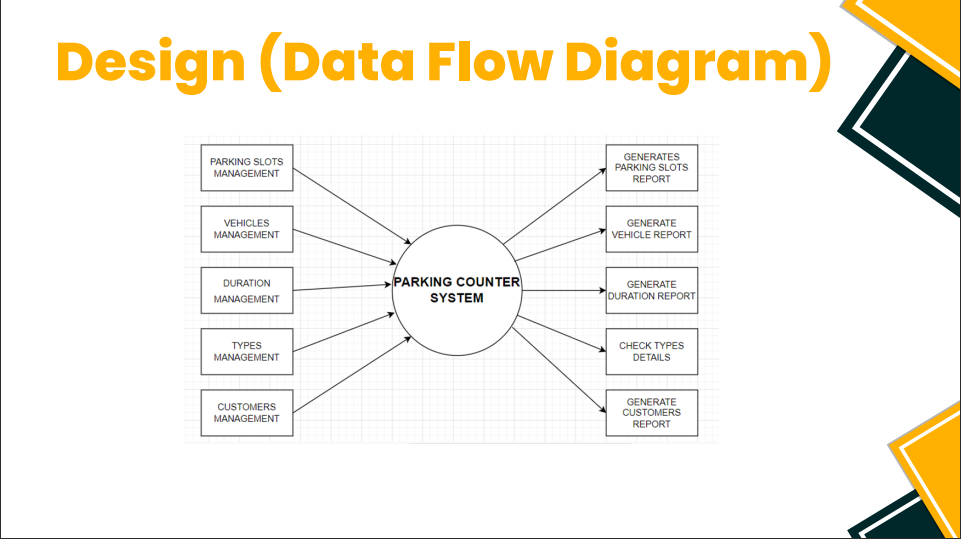 Design (Data Flow Diagram)
PARKING SLOTS
MANAGEMENT
VEHICLES
MANAGEMENT
DURATION
MANAGEMENT
TYPES
MANAGEMENT
CUSTOMERS
MANAGEMENT
PARKING COUNTER
SYSTEM
GENERATES
PARKING SLOTS
REPORT
GENERATE
VEHICLE REPORT
GENERATE
DURATION REPORT
CHECK TYPES
DETAILS
GENERATE
CUSTOMERS
REPORT